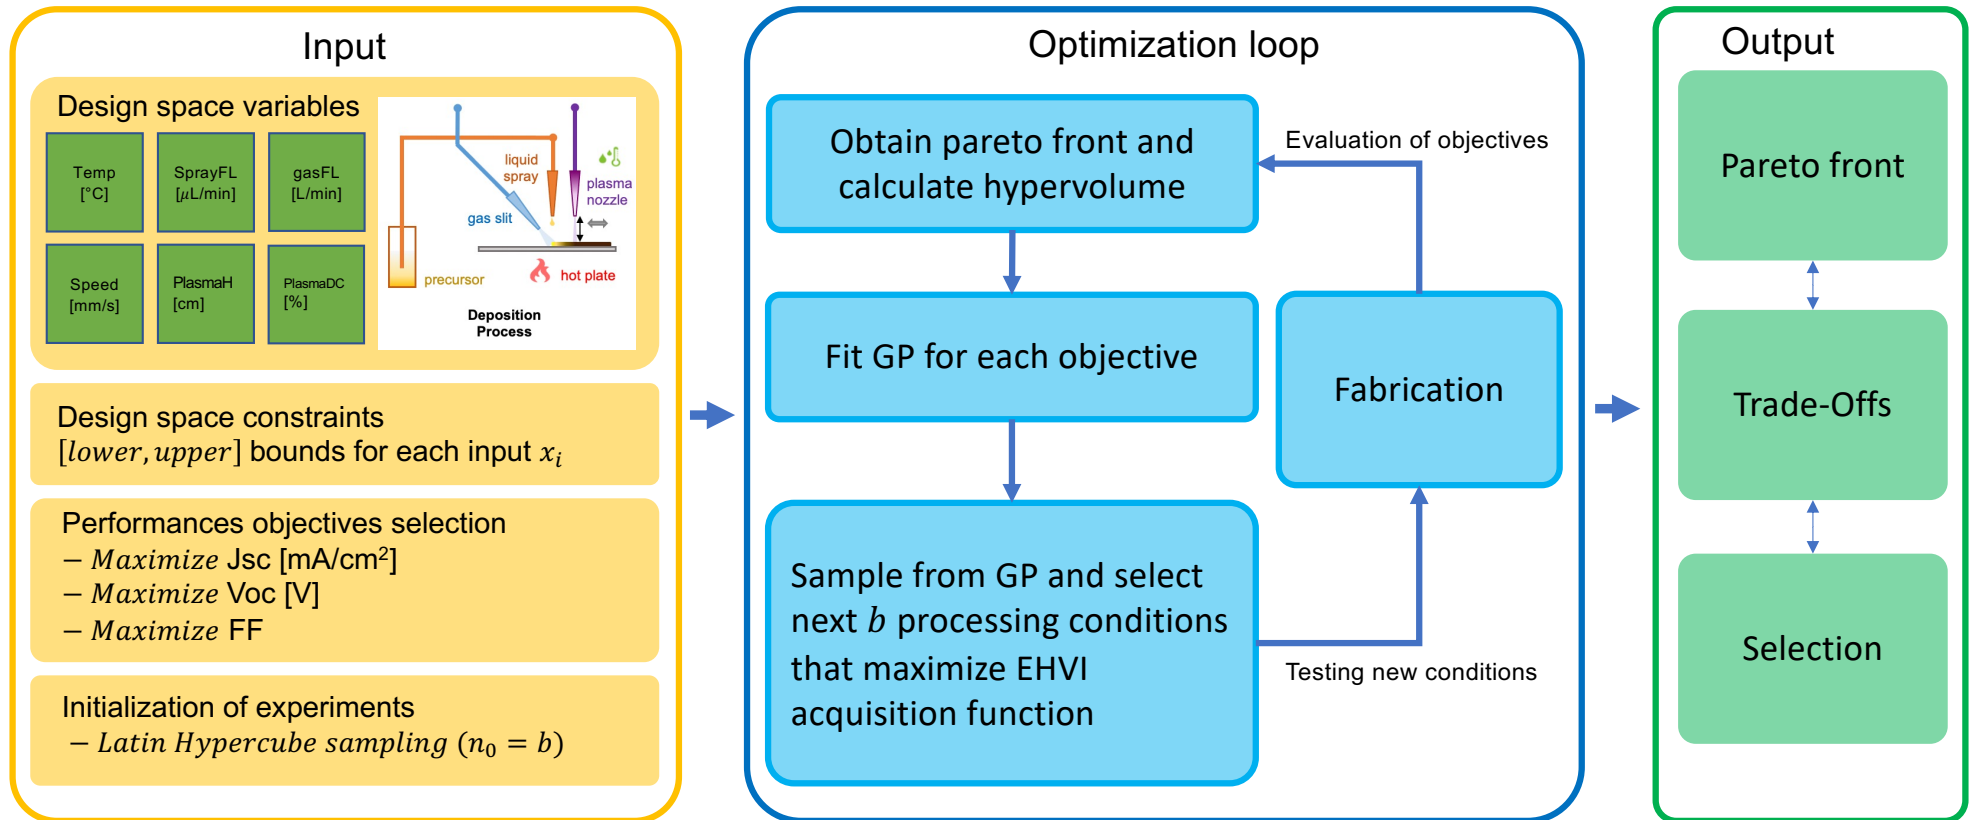 Input
Design space variables
Temp
[°C]
SprayFL
[μL/min]
gasFL
[L/min]
Speed
[mm/s]
PlasmaH
[cm]
PlasmaDC
[%]
liquid
spray
plasma
nozzle
gas slit
precursor
hot plate
Deposition
Process
Design space constraints
[lower, upper] bounds for each input xᵢ
Performances objectives selection
− Maximize Jsc [mA/cm²]
− Maximize Voc [V]
− Maximize FF
Initialization of experiments
− Latin Hypercube sampling (n₀ = b)
Optimization loop
Obtain pareto front and
calculate hypervolume
Fit GP for each objective
Sample from GP and select
next b processing conditions
that maximize EHVI
acquisition function
Evaluation of objectives
Fabrication
Testing new conditions
Output
Pareto front
Trade-Offs
Selection